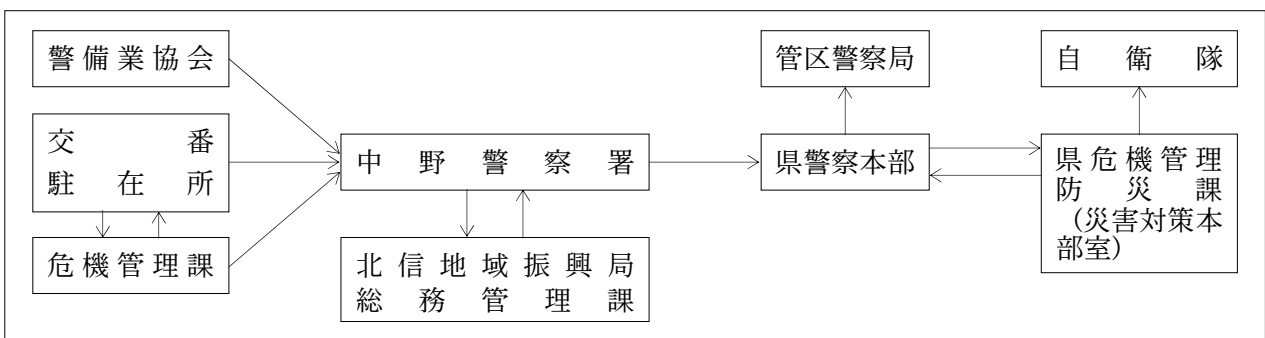 警備業協会
交番
駐在所
危機管理課
中野警察署
北信地域振興局
総務管理課
管区警察局
県警察本部
自衛隊
県危機管理
防災課
（災害対策本
部室）